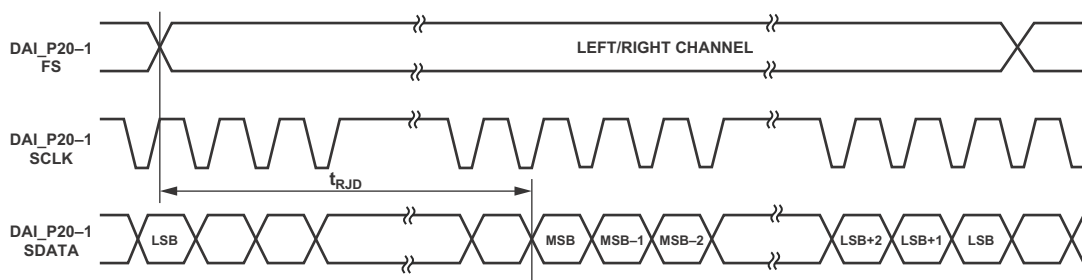 DAI_P20–1
FS
LEFT/RIGHT CHANNEL
DAI_P20–1
SCLK
tRJD
DAI_P20–1
SDATA
LSB
MSB
MSB–1
MSB–2
LSB+2
LSB+1
LSB